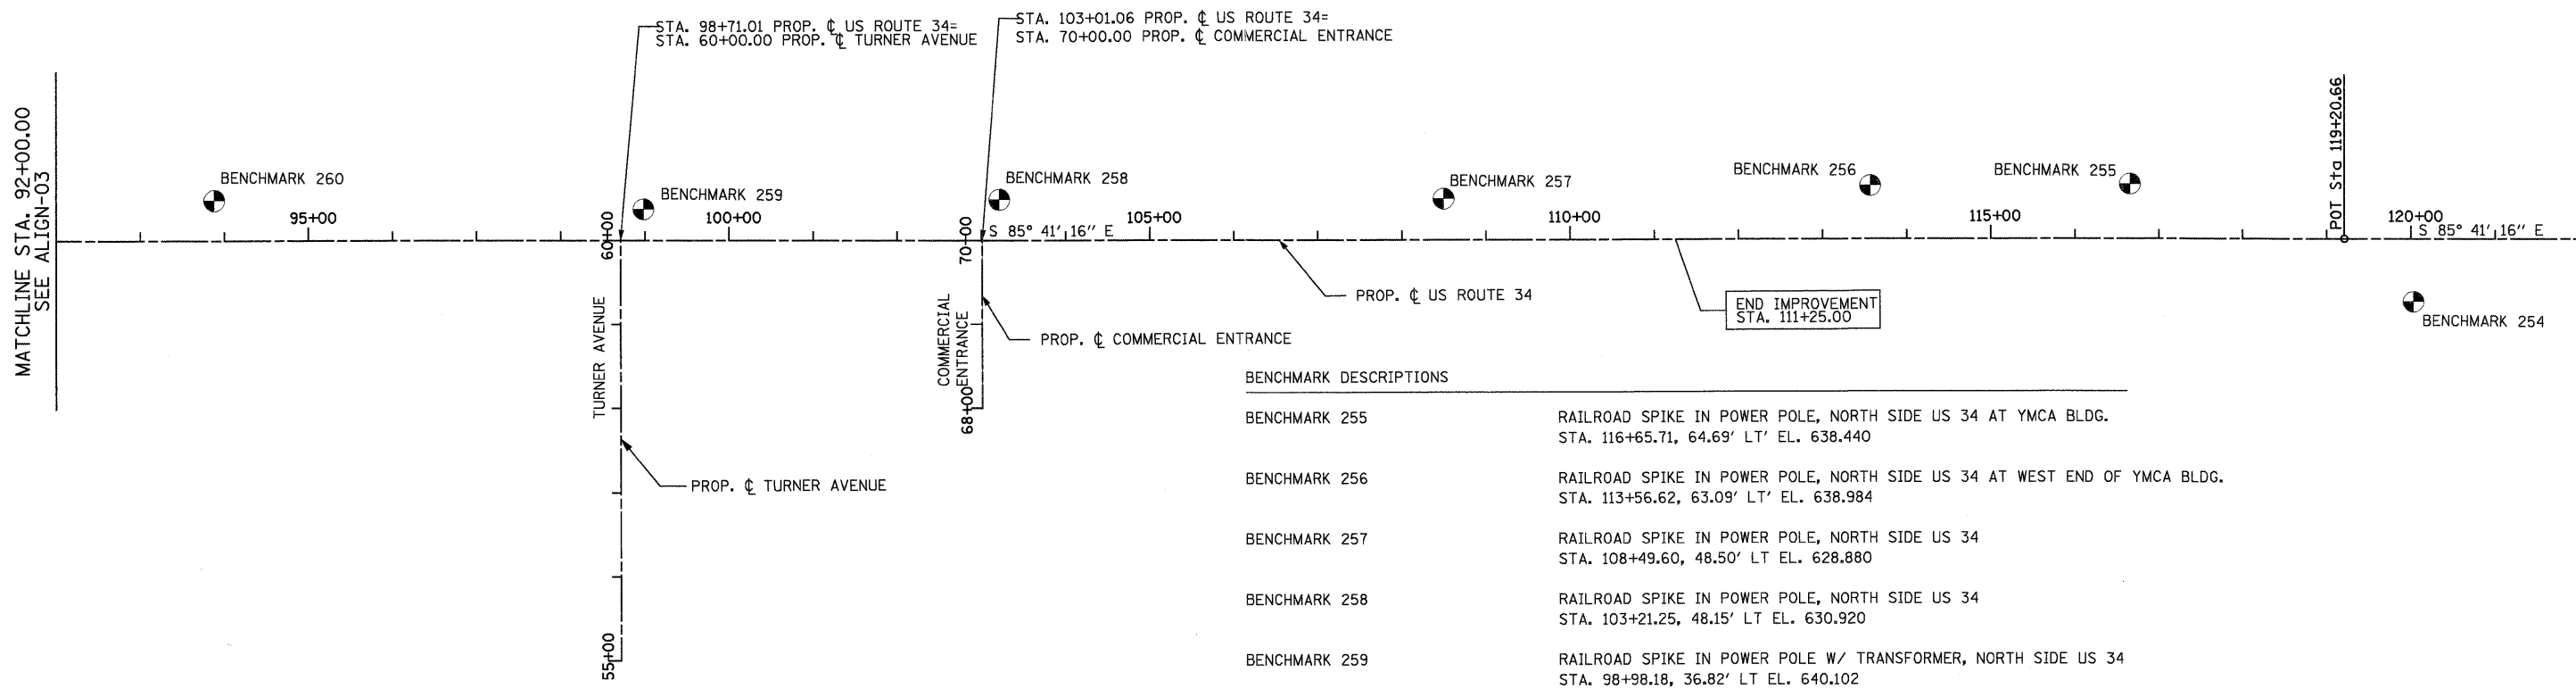 STA. 98+71.01 PROP. ℄ US ROUTE 34=
STA. 60+00.00 PROP. ℄ TURNER AVENUE
STA. 103+01.06 PROP. ℄ US ROUTE 34=
STA. 70+00.00 PROP. ℄ COMMERCIAL ENTRANCE
MATCHLINE STA. 92+00.00
SEE ALIGN-03
BENCHMARK 260
BENCHMARK 259
BENCHMARK 258
BENCHMARK 257
BENCHMARK 256
BENCHMARK 255
POT Sta 119+20.66
95+00
100+00
105+00
110+00
115+00
120+00
60+00
70+00
S 85° 41' 16'' E
S 85° 41' 16'' E
TURNER AVENUE
COMMERCIAL
ENTRANCE
68+00
55+00
PROP. ℄ US ROUTE 34
PROP. ℄ COMMERCIAL ENTRANCE
PROP. ℄ TURNER AVENUE
END IMPROVEMENT
STA. 111+25.00
BENCHMARK 254
BENCHMARK DESCRIPTIONS
BENCHMARK 255 RAILROAD SPIKE IN POWER POLE, NORTH SIDE US 34 AT YMCA BLDG.
STA. 116+65.71, 64.69' LT' EL. 638.440
BENCHMARK 256 RAILROAD SPIKE IN POWER POLE, NORTH SIDE US 34 AT WEST END OF YMCA BLDG.
STA. 113+56.62, 63.09' LT' EL. 638.984
BENCHMARK 257 RAILROAD SPIKE IN POWER POLE, NORTH SIDE US 34
STA. 108+49.60, 48.50' LT EL. 628.880
BENCHMARK 258 RAILROAD SPIKE IN POWER POLE, NORTH SIDE US 34
STA. 103+21.25, 48.15' LT EL. 630.920
BENCHMARK 259 RAILROAD SPIKE IN POWER POLE W/ TRANSFORMER, NORTH SIDE US 34
STA. 98+98.18, 36.82' LT EL. 640.102